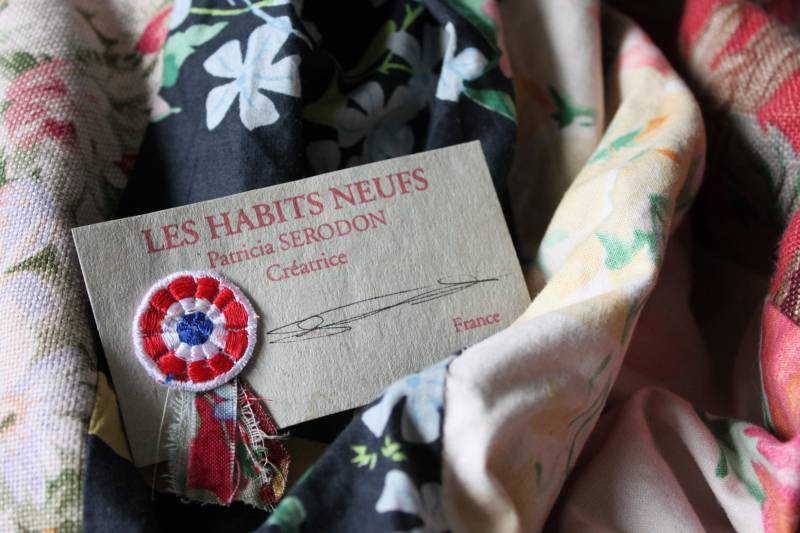 LES HABITS NEUFS
Patricia SERODON
Créatrice
France